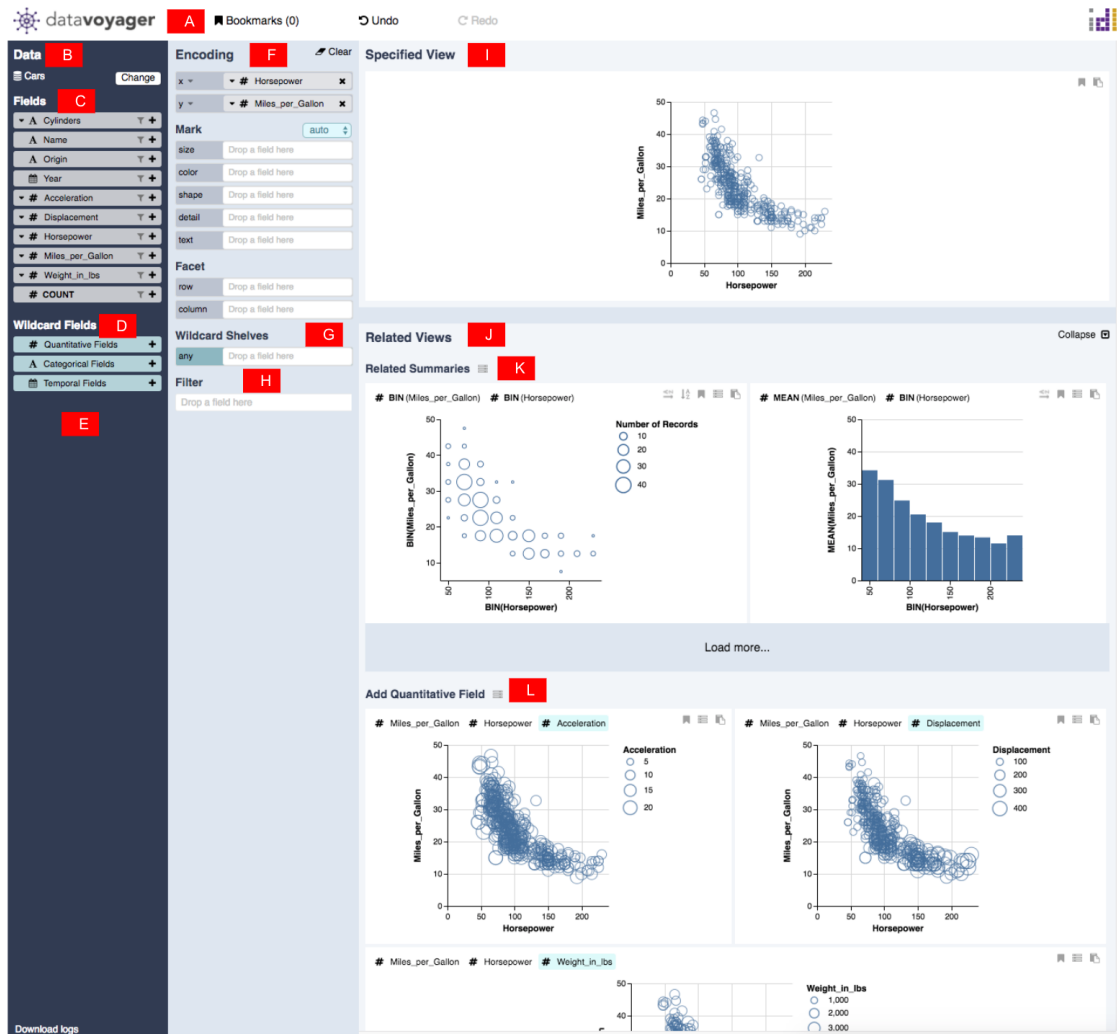 datavoyager A Bookmarks (0) Undo Redo
Data B
Cars Change
Fields C
A Cylinders
A Name
A Origin
Year
# Acceleration
# Displacement
# Horsepower
# Miles_per_Gallon
# Weight_in_lbs
# COUNT
Wildcard Fields D
# Quantitative Fields
A Categorical Fields
Temporal Fields
E
Download logs
Encoding F Clear
x # Horsepower
y # Miles_per_Gallon
Mark auto
size Drop a field here
color Drop a field here
shape Drop a field here
detail Drop a field here
text Drop a field here
Facet
row Drop a field here
column Drop a field here
Wildcard Shelves G
any Drop a field here
Filter H
Drop a field here
Specified View I
Miles_per_Gallon
50
40
30
20
10
0
0 50 100 150 200
Horsepower
Related Views J Collapse
Related Summaries K
# BIN (Miles_per_Gallon) # BIN (Horsepower)
BIN(Miles_per_Gallon)
50
40
30
20
10
50 100 150 200
BIN(Horsepower)
Number of Records
10
20
30
40
# MEAN (Miles_per_Gallon) # BIN (Horsepower)
MEAN(Miles_per_Gallon)
50
40
30
20
10
0
50 100 150 200
BIN(Horsepower)
Load more...
Add Quantitative Field L
# Miles_per_Gallon # Horsepower # Acceleration
Miles_per_Gallon
50
40
30
20
10
0
0 50 100 150 200
Horsepower
Acceleration
5
10
15
20
# Miles_per_Gallon # Horsepower # Displacement
Miles_per_Gallon
50
40
30
20
10
0
0 50 100 150 200
Horsepower
Displacement
100
200
300
400
# Miles_per_Gallon # Horsepower # Weight_in_lbs
50
40
30
Weight_in_lbs
1,000
2,000
3,000